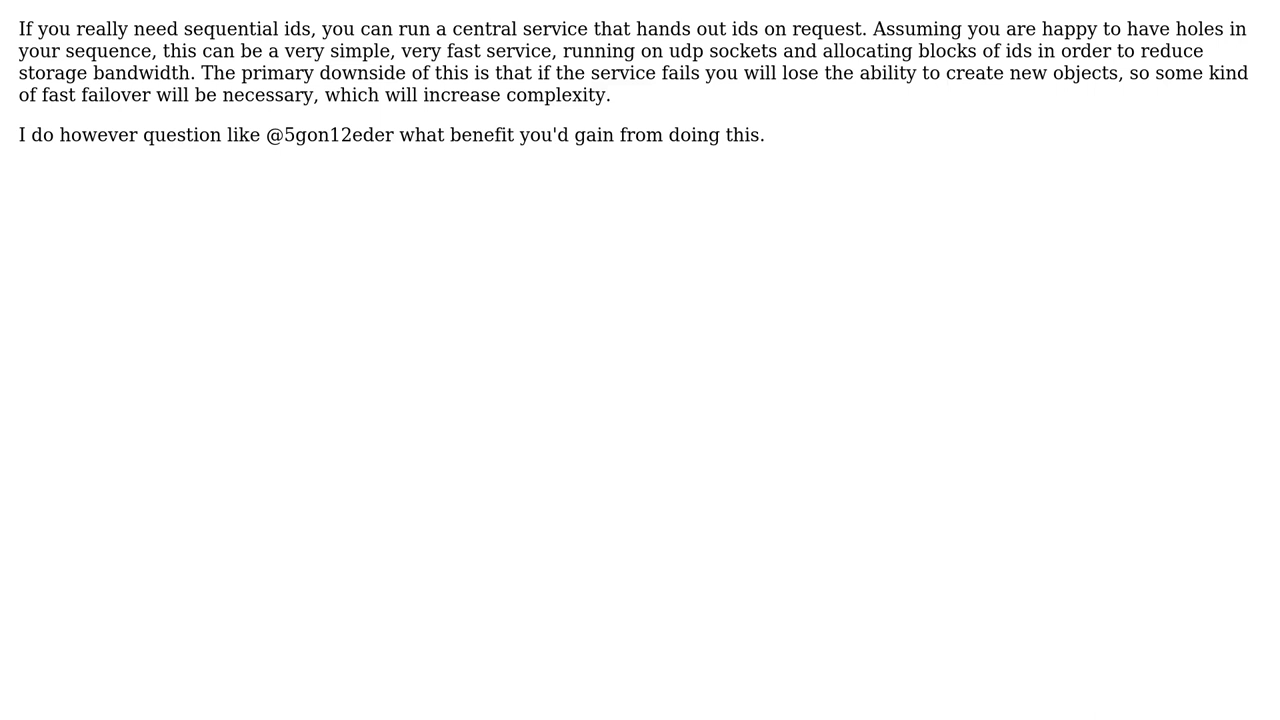 If you really need sequential ids, you can run a central service that hands out ids on request. Assuming you are happy to have holes in
your sequence, this can be a very simple, very fast service, running on udp sockets and allocating blocks of ids in order to reduce
storage bandwidth. The primary downside of this is that if the service fails you will lose the ability to create new objects, so some kind
of fast failover will be necessary, which will increase complexity.
I do however question like @5gon12eder what benefit you'd gain from doing this.